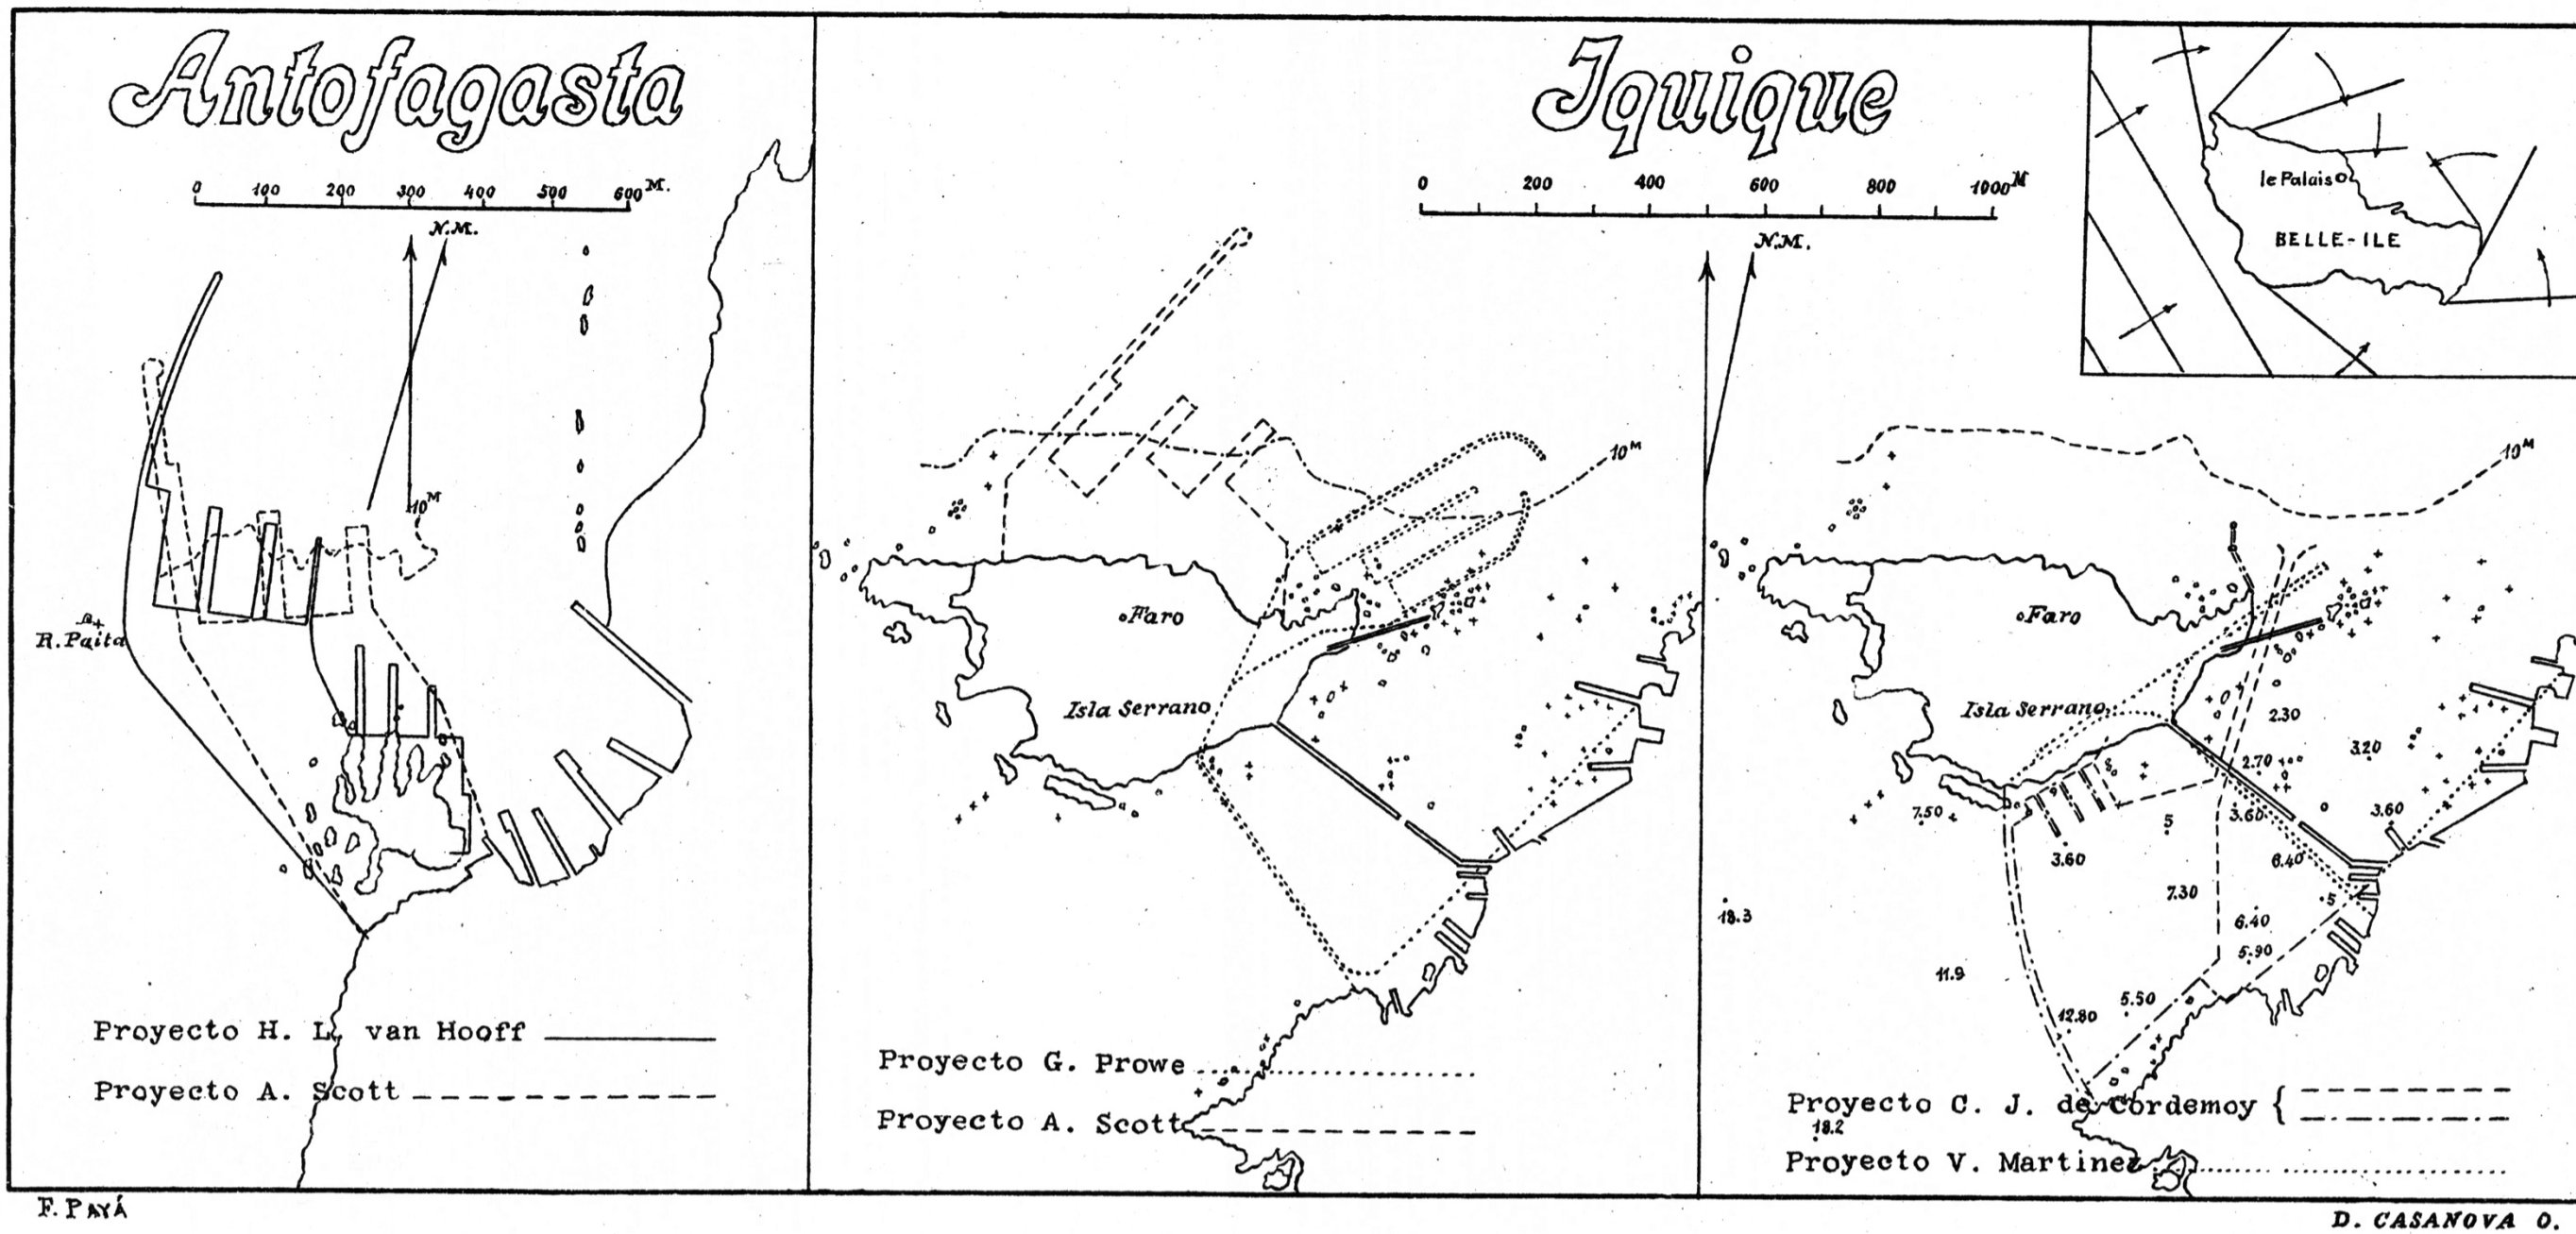 Antofagasta
0 100 200 300 400 500 600 M.
N.M.
10M
R. Paita
Proyecto H. L. van Hooff
Proyecto A. Scott
Iquique
0 200 400 600 800 1000 M
N.M.
10M
Faro
Isla Serrano
Proyecto G. Prowe
Proyecto A. Scott
le Palais
BELLE-ILE
10M
Faro
Isla Serrano
2.30
3.20
2.70
7.50
5
3.60
3.60
3.60
6.40
7.30
5
18.3
6.40
5.90
11.9
5.50
12.80
Proyecto C. J. de Cordemoy {
18.2
Proyecto V. Martinez
F. PAYÁ
D. CASANOVA O.